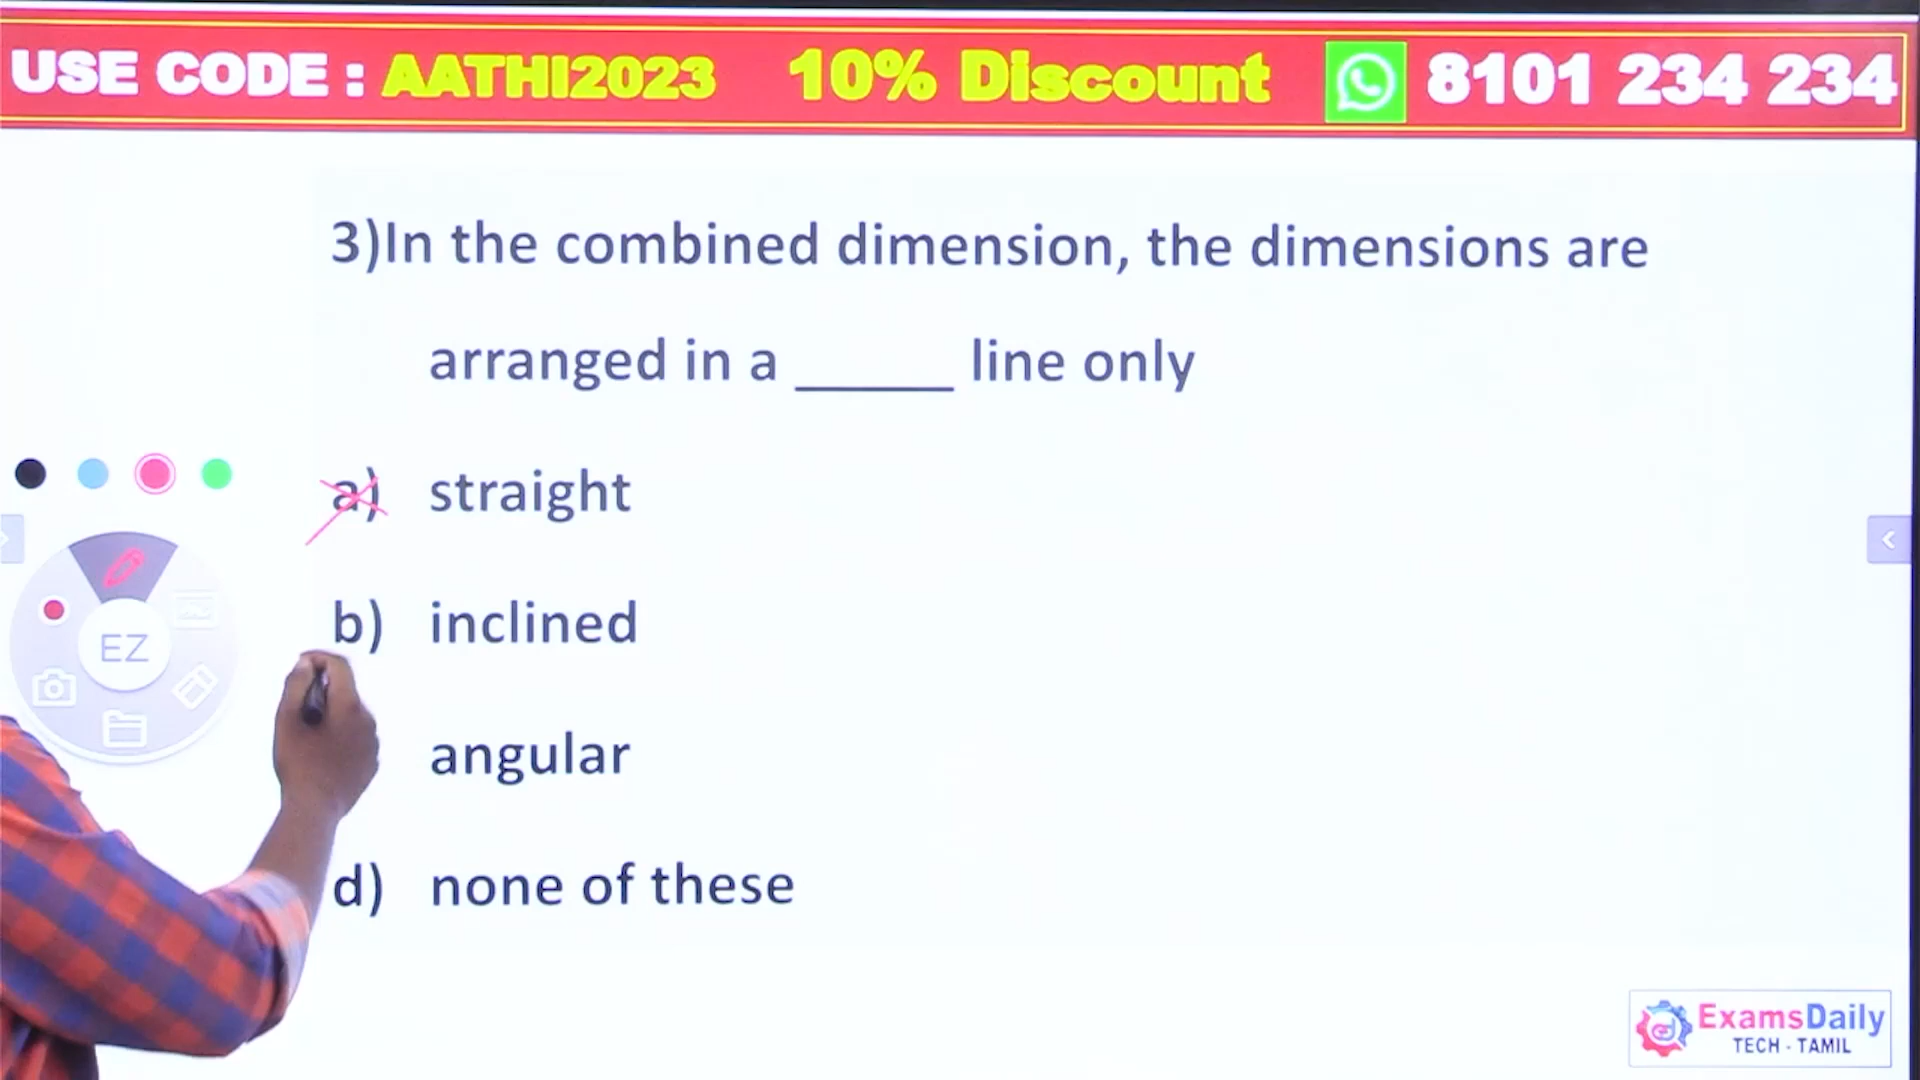 USE CODE : AATHI2023 10% Discount 8101 234 234
3)In the combined dimension, the dimensions are
arranged in a ______ line only
a) straight
b) inclined
angular
d) none of these
EZ
ExamsDaily
TECH - TAMIL